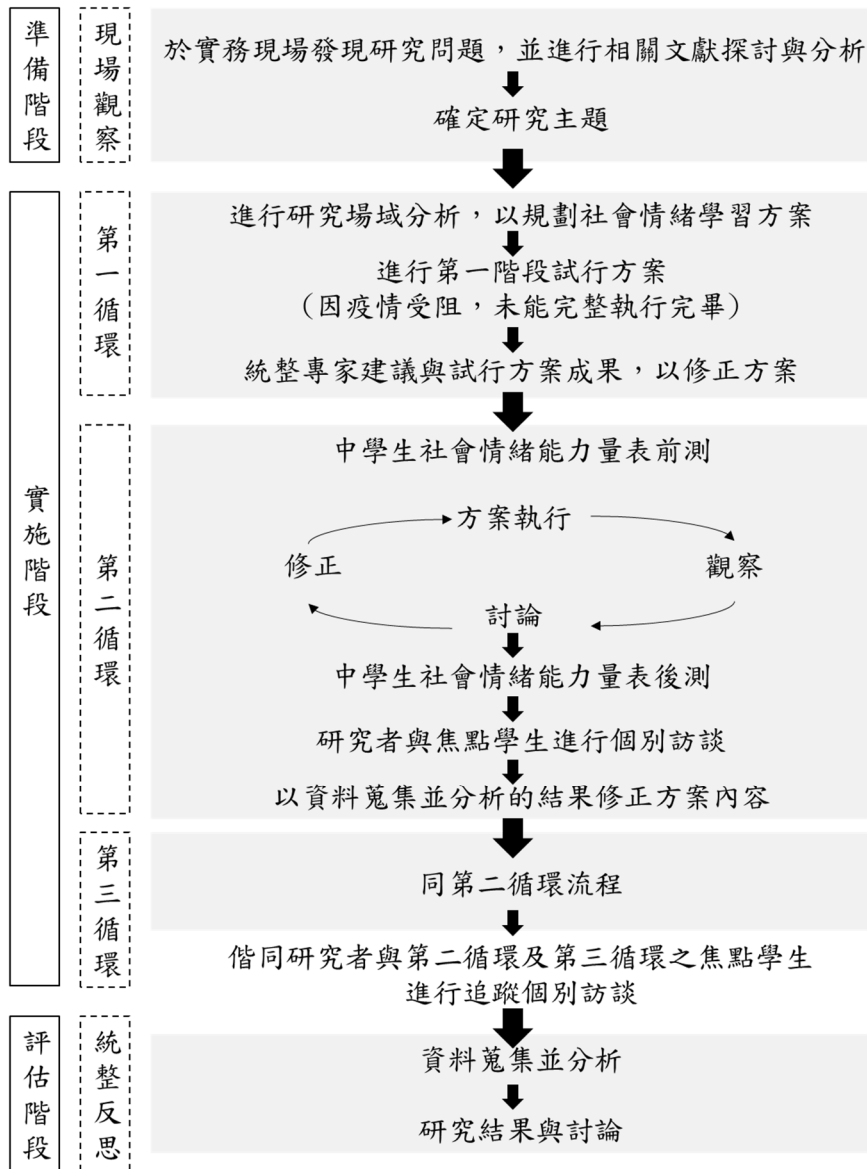 準備階段
現場觀察
於實務現場發現研究問題，並進行相關文獻探討與分析
確定研究主題
實施階段
第一循環
進行研究場域分析，以規劃社會情緒學習方案
進行第一階段試行方案
（因疫情受阻，未能完整執行完畢）
統整專家建議與試行方案成果，以修正方案
第二循環
中學生社會情緒能力量表前測
方案執行
修正
觀察
討論
中學生社會情緒能力量表後測
研究者與焦點學生進行個別訪談
以資料蒐集並分析的結果修正方案內容
第三循環
同第二循環流程
偕同研究者與第二循環及第三循環之焦點學生
進行追蹤個別訪談
評估階段
統整反思
資料蒐集並分析
研究結果與討論